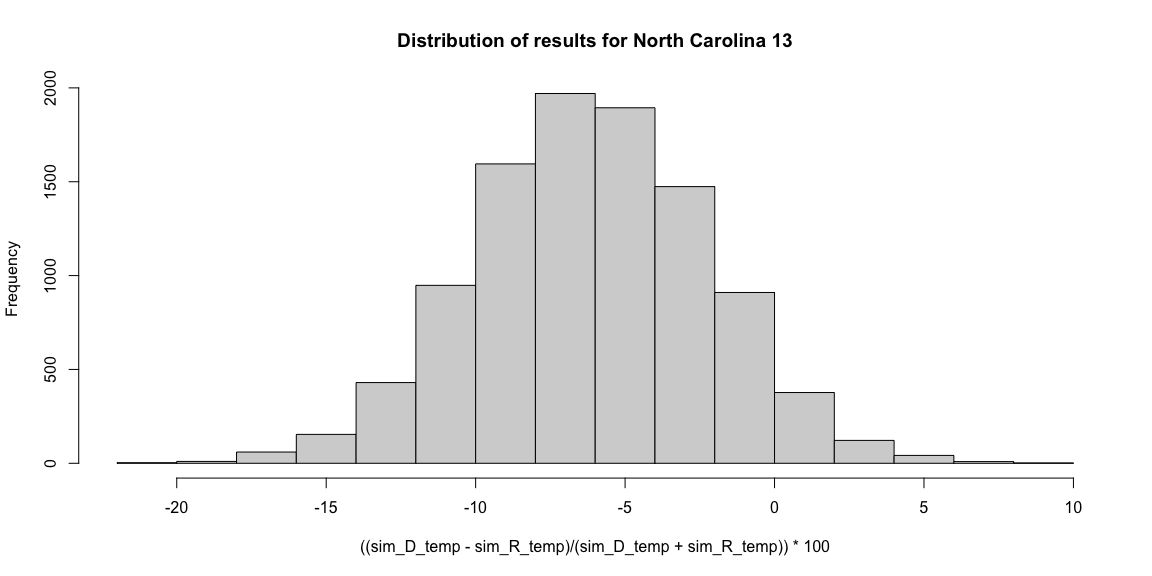 Distribution of results for North Carolina 13
Frequency
2000
1500
1000
500
0
-20 -15 -10 -5 0 5 10
((sim_D_temp - sim_R_temp)/(sim_D_temp + sim_R_temp)) * 100